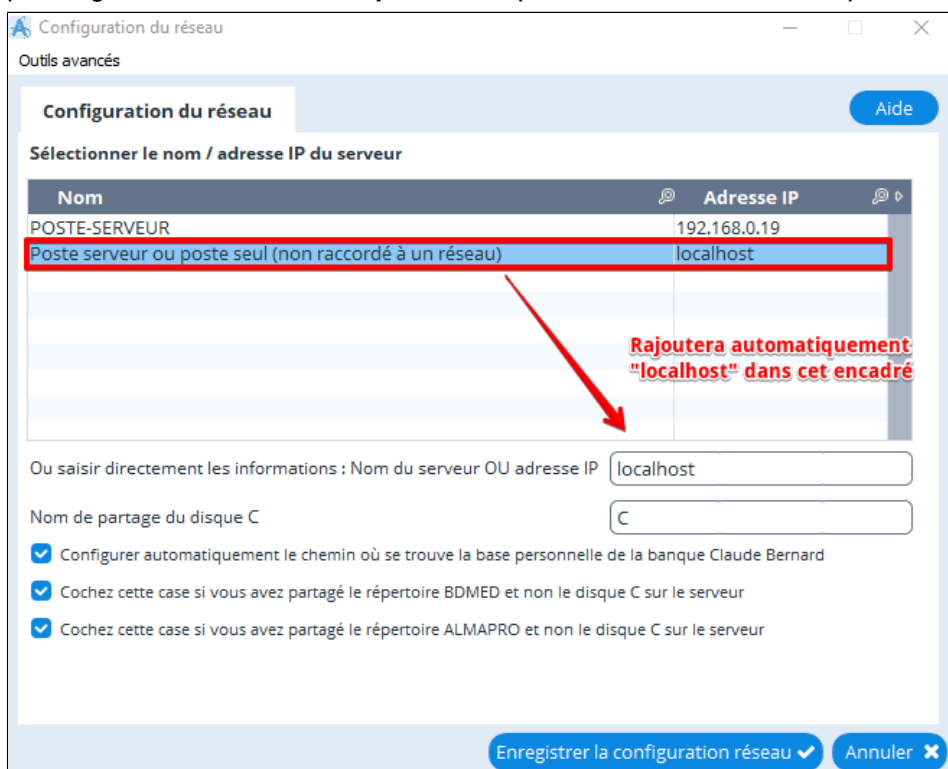 Configuration du réseau
Outils avancés
Configuration du réseau
Aide
Sélectionner le nom / adresse IP du serveur
Nom Adresse IP
POSTE-SERVEUR 192.168.0.19
Poste serveur ou poste seul (non raccordé à un réseau) localhost
Rajoutera automatiquement
"localhost" dans cet encadré
Ou saisir directement les informations : Nom du serveur OU adresse IP localhost
Nom de partage du disque C C
Configurer automatiquement le chemin où se trouve la base personnelle de la banque Claude Bernard
Cochez cette case si vous avez partagé le répertoire BDMED et non le disque C sur le serveur
Cochez cette case si vous avez partagé le répertoire ALMAPRO et non le disque C sur le serveur
Enregistrer la configuration réseau Annuler